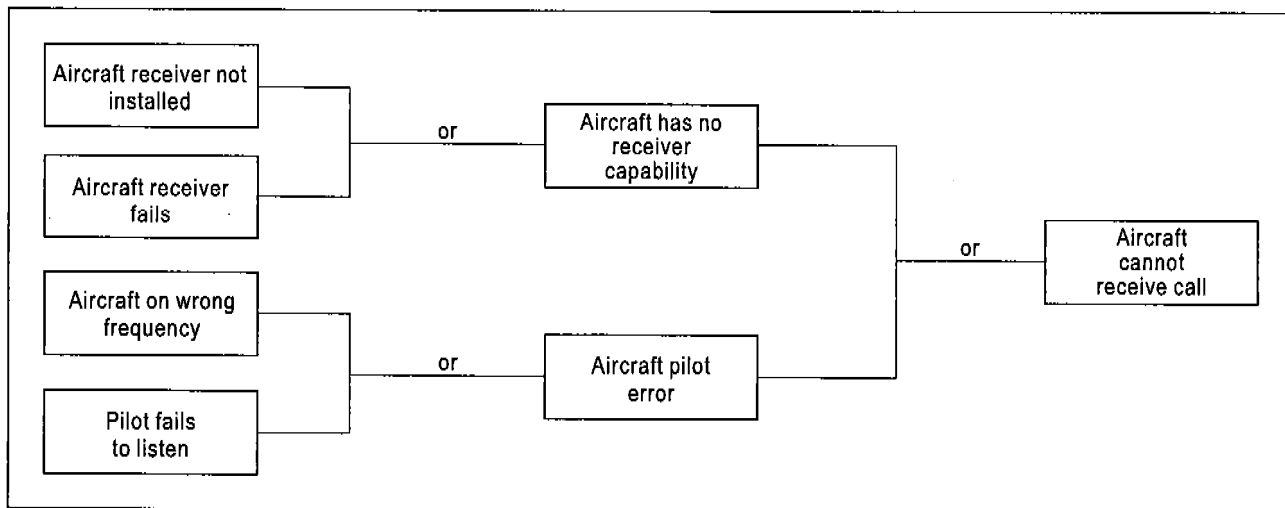 Aircraft receiver not
installed
Aircraft receiver
fails
or
Aircraft has no
receiver
capability
Aircraft on wrong
frequency
Pilot fails
to listen
or
Aircraft pilot
error
or
Aircraft
cannot
receive call